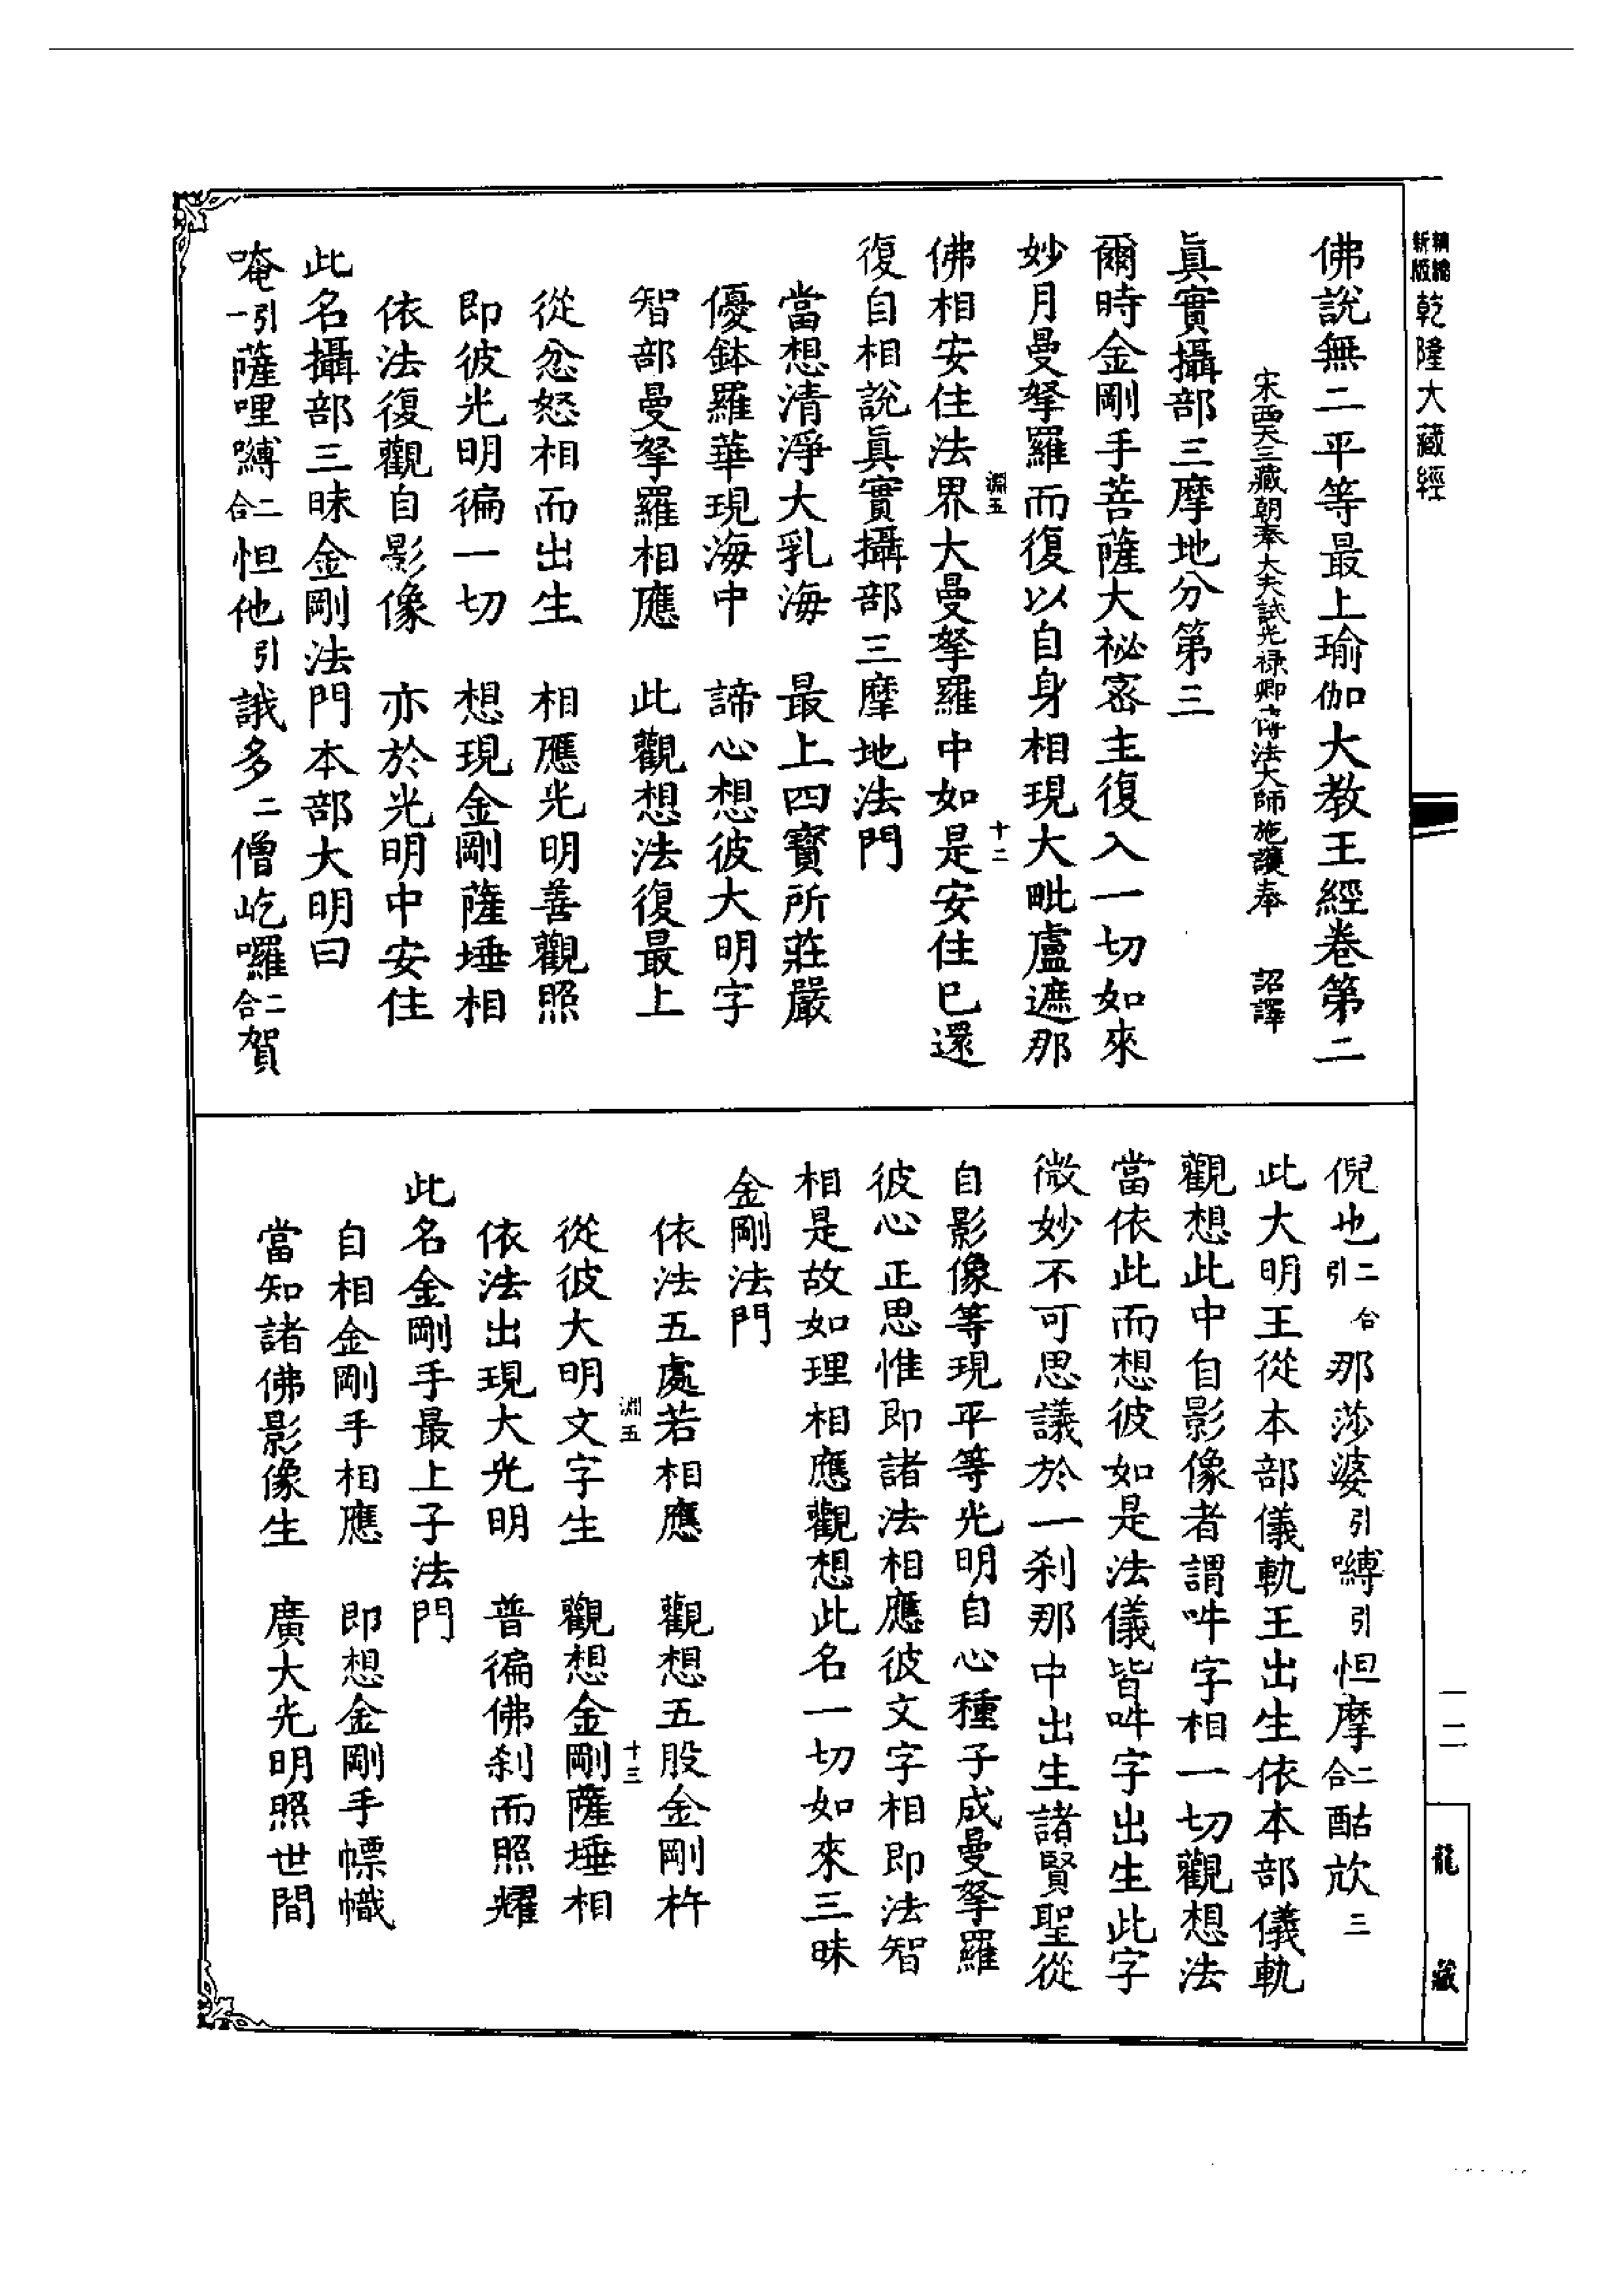 精縮新版乾隆大藏經
佛說無二平等最上瑜伽大教王經卷第二
宋西天三藏朝奉大夫試光祿卿傳法大師施護奉 詔譯
眞實攝部三摩地分第三
爾時金剛手菩薩大祕密主復入一切如來
妙月曼拏羅而復以自身相現大毗盧遮那
佛相安住法界大曼拏羅中如是安住已還
淵五 十二
復自相說眞實攝部三摩地法門
當想清淨大乳海 最上四寶所莊嚴
優鉢羅華現海中 諦心想彼大明字
智部曼拏羅相應 此觀想法復最上
從忿怒相而出生 相應光明善觀照
即彼光明徧一切 想現金剛薩埵相
依法復觀自影像 亦於光明中安住
此名攝部三昧金剛法門本部大明曰
唵引一薩哩嚩二合怛他引誐多二僧屹囉二合賀
倪也二合引那莎婆引嚩引怛摩二合酤欱三
此大明王從本部儀軌王出生依本部儀軌
觀想此中自影像者謂吽字相一切觀想法
當依此而想彼如是法儀皆吽字出生此字
微妙不可思議於一刹那中出生諸賢聖從
自影像等現平等光明自心種子成曼拏羅
彼心正思惟即諸法相應彼文字相即法智
相是故如理相應觀想此名一切如來三昧
金剛法門
依法五處若相應 觀想五股金剛杵
淵五 十三
從彼大明文字生 觀想金剛薩埵相
依法出現大光明 普徧佛刹而照耀
此名金剛手最上子法門
自相金剛手相應 即想金剛手幖幟
當知諸佛影像生 廣大光明照世間
一二
龍藏